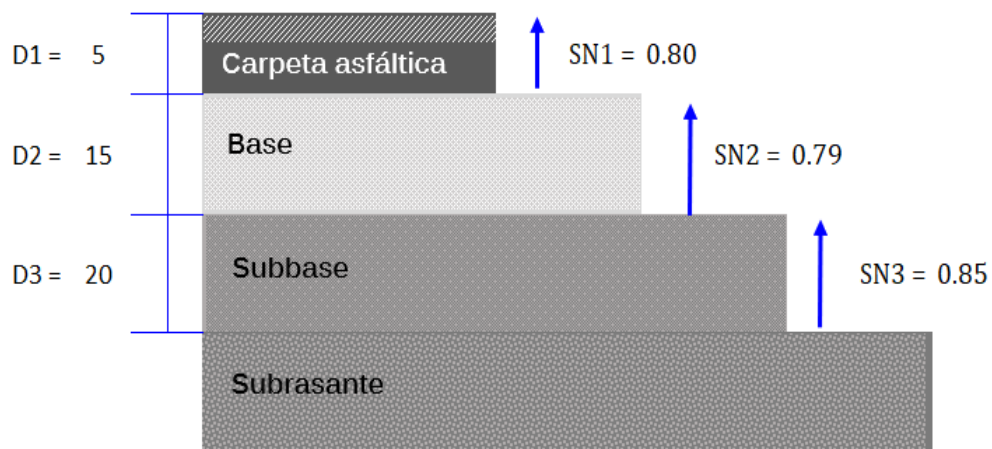 D1 = 5
Carpeta asfáltica
SN1 = 0.80
D2 = 15
Base
SN2 = 0.79
D3 = 20
Subbase
SN3 = 0.85
Subrasante